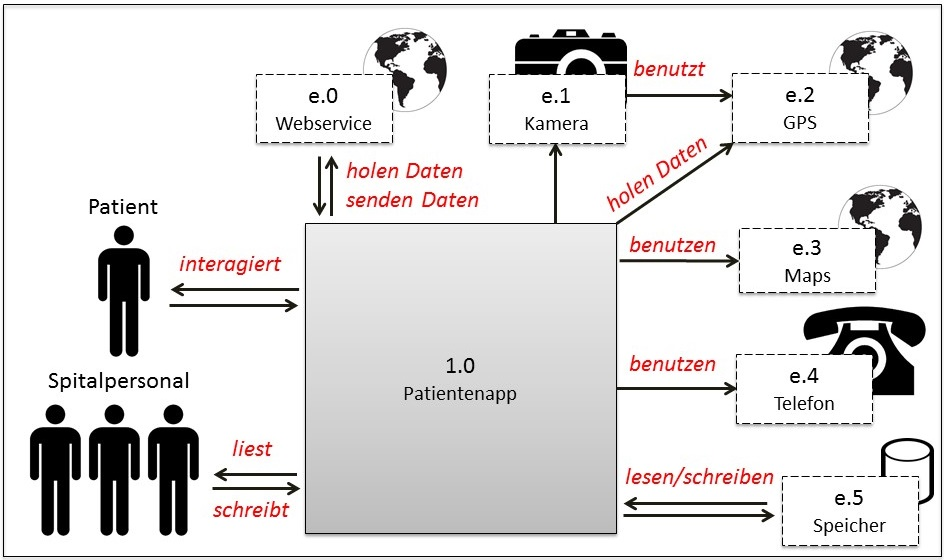 e.0
Webservice
e.1
Kamera
benutzt
e.2
GPS
holen Daten
senden Daten
holen Daten
Patient
interagiert
benutzen
e.3
Maps
1.0
Patientenapp
benutzen
e.4
Telefon
Spitalpersonal
liest
schreibt
lesen/schreiben
e.5
Speicher